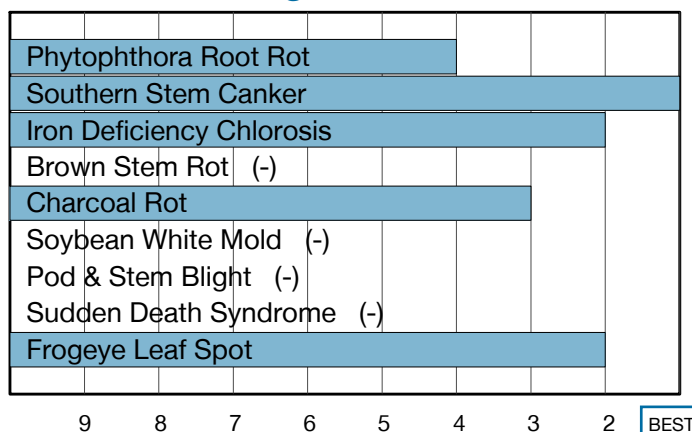 Phytophthora Root Rot
Southern Stem Canker
Iron Deficiency Chlorosis
Brown Stem Rot (-)
Charcoal Rot
Soybean White Mold (-)
Pod & Stem Blight (-)
Sudden Death Syndrome (-)
Frogeye Leaf Spot
9 8 7 6 5 4 3 2 BEST